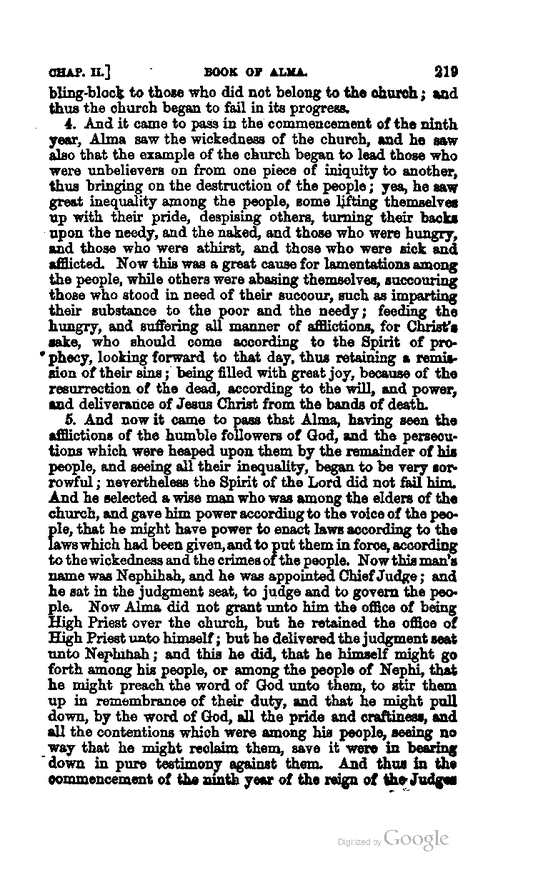 CHAP. II.] BOOK OF ALMA. 219
bling-block to those who did not belong to the church; and
thus the church began to fail in its progress.
4. And it came to pass in the commencement of the ninth
year, Alma saw the wickedness of the church, and he saw
also that the example of the church began to lead those who
were unbelievers on from one piece of iniquity to another,
thus bringing on the destruction of the people; yea, he saw
great inequality among the people, some lifting themselves
up with their pride, despising others, turning their backs
upon the needy, and the naked, and those who were hungry,
and those who were athirst, and those who were sick and
afflicted. Now this was a great cause for lamentations among
the people, while others were abasing themselves, succouring
those who stood in need of their succour, such as imparting
their substance to the poor and the needy; feeding the
hungry, and suffering all manner of afflictions, for Christ's
sake, who should come according to the Spirit of pro-
phecy, looking forward to that day, thus retaining a remis-
sion of their sins; being filled with great joy, because of the
resurrection of the dead, according to the will, and power,
and deliverance of Jesus Christ from the bands of death.
5. And now it came to pass that Alma, having seen the
afflictions of the humble followers of God, and the persecu-
tions which were heaped upon them by the remainder of his
people, and seeing all their inequality, began to be very sor-
rowful; nevertheless the Spirit of the Lord did not fail him.
And he selected a wise man who was among the elders of the
church, and gave him power according to the voice of the peo-
ple, that he might have power to enact laws according to the
laws which had been given, and to put them in force, according
to the wickedness and the crimes of the people. Now this man's
name was Nephihah, and he was appointed Chief Judge; and
he sat in the judgment seat, to judge and to govern the peo-
ple. Now Alma did not grant unto him the office of being
High Priest over the church, but he retained the office of
High Priest unto himself; but he delivered the judgment seat
unto Nephihah; and this he did, that he himself might go
forth among his people, or among the people of Nephi, that
he might preach the word of God unto them, to stir them
up in remembrance of their duty, and that he might pull
down, by the word of God, all the pride and craftiness, and
all the contentions which were among his people, seeing no
way that he might reclaim them, save it were in bearing
down in pure testimony against them. And thus in the
commencement of the ninth year of the reign of the Judges
Digitized by Google